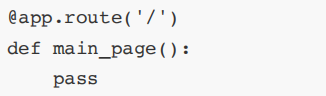 @app.route('/')
def main_page():
    pass